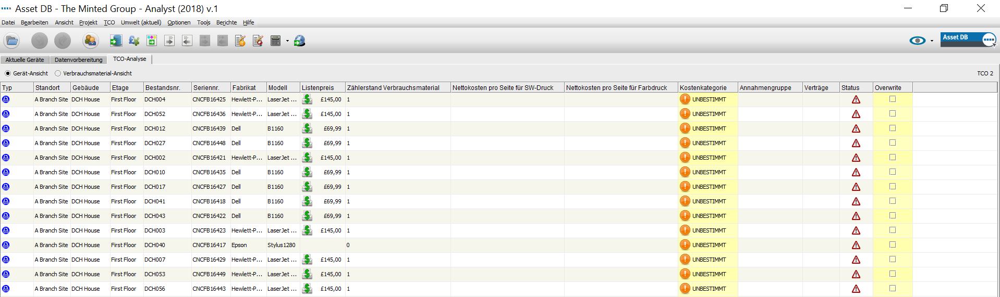 Asset DB - The Minted Group - Analyst (2018) v.1
Datei Bearbeiten Ansicht Projekt TCO Umwelt (aktuell) Optionen Tools Berichte Hilfe
Asset DB
Aktuelle Geräte Datenvorbereitung TCO-Analyse
Gerät-Ansicht Verbrauchsmaterial-Ansicht TCO 2
Typ Standort Gebäude Etage Bestandsnr. Seriennr. Fabrikat Modell Listenpreis Zählerstand Verbrauchsmaterial Nettokosten pro Seite für SW-Druck Nettokosten pro Seite für Farbdruck Kostenkategorie Annahmengruppe Verträge Status Overwrite
A Branch Site DCH House First Floor DCH004 CNCFB16425 Hewlett-P... LaserJet ... £145,00 1 UNBESTIMMT
A Branch Site DCH House First Floor DCH052 CNCFB16436 Hewlett-P... LaserJet ... £145,00 1 UNBESTIMMT
A Branch Site DCH House First Floor DCH012 CNCFB16439 Dell B1160 £69,99 1 UNBESTIMMT
A Branch Site DCH House First Floor DCH027 CNCFB16448 Dell B1160 £69,99 1 UNBESTIMMT
A Branch Site DCH House First Floor DCH002 CNCFB16421 Hewlett-P... LaserJet ... £145,00 1 UNBESTIMMT
A Branch Site DCH House First Floor DCH010 CNCFB16435 Dell B1160 £69,99 1 UNBESTIMMT
A Branch Site DCH House First Floor DCH017 CNCFB16427 Dell B1160 £69,99 1 UNBESTIMMT
A Branch Site DCH House First Floor DCH041 CNCFB16418 Dell B1160 £69,99 1 UNBESTIMMT
A Branch Site DCH House First Floor DCH043 CNCFB16422 Dell B1160 £69,99 1 UNBESTIMMT
A Branch Site DCH House First Floor DCH003 CNCFB16423 Hewlett-P... LaserJet ... £145,00 1 UNBESTIMMT
A Branch Site DCH House First Floor DCH040 CNCFB16417 Epson Stylus1280 0 UNBESTIMMT
A Branch Site DCH House First Floor DCH007 CNCFB16429 Hewlett-P... LaserJet ... £145,00 1 UNBESTIMMT
A Branch Site DCH House First Floor DCH053 CNCFB16449 Hewlett-P... LaserJet ... £145,00 1 UNBESTIMMT
A Branch Site DCH House First Floor DCH056 CNCFB16443 Hewlett-P... LaserJet ... £145,00 1 UNBESTIMMT